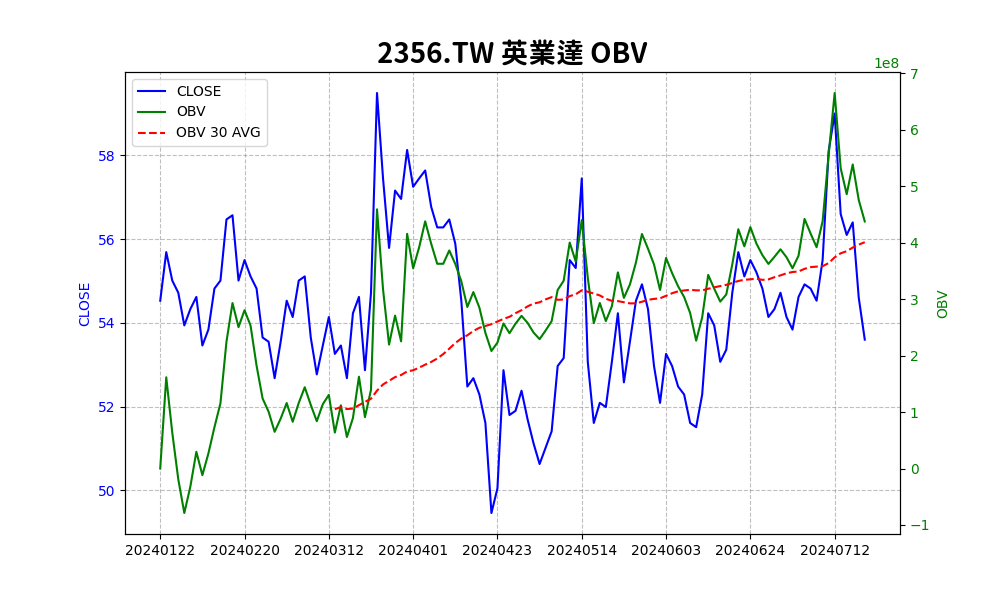 2356.TW 英業達 OBV
1e8
CLOSE
OBV
OBV 30 AVG
CLOSE
58
56
54
52
50
7
6
5
4
3
2
1
0
−1
OBV
20240122 20240220 20240312 20240401 20240423 20240514 20240603 20240624 20240712